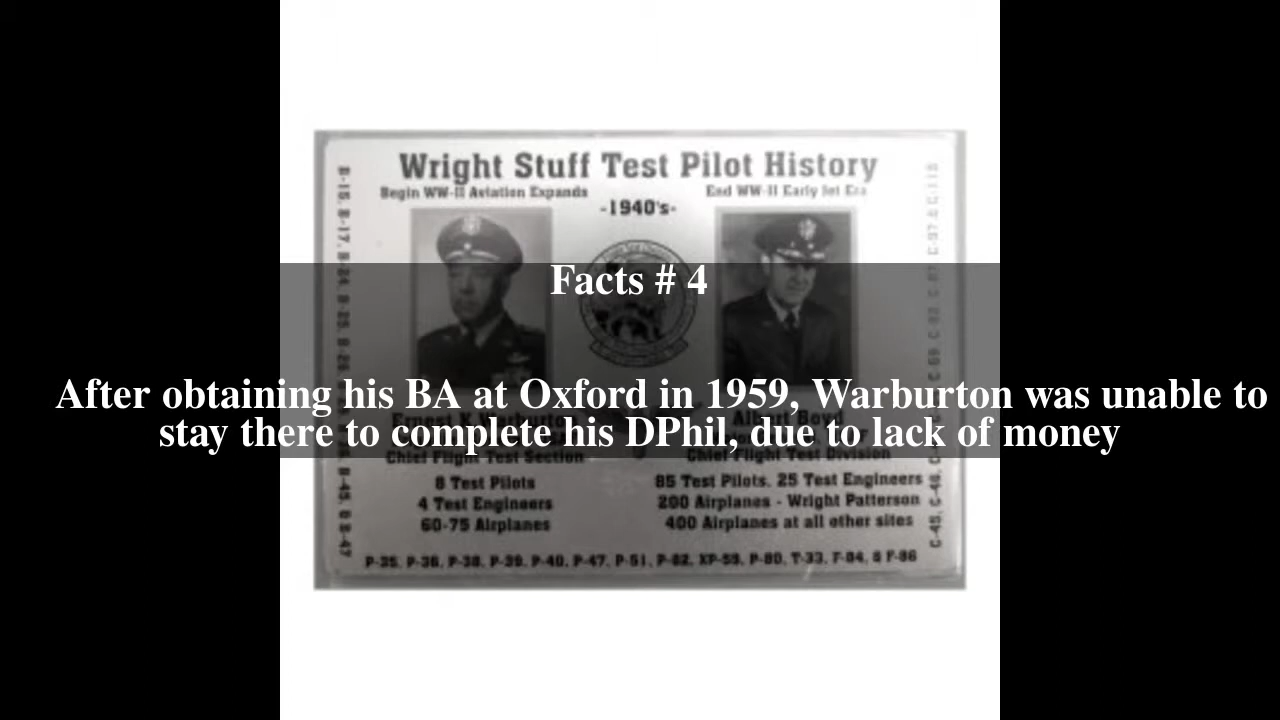 Wright Stuff Test Pilot History
Begin WW-II Aviation Expands
End WW-II Early Jet Era
-1940's-
Facts # 4
After obtaining his BA at Oxford in 1959, Warburton was unable to
stay there to complete his DPhil, due to lack of money
Ernest K Warburton
Albert Boyd
Chief Flight Test Section
Chief Flight Test Division
8 Test Pilots
4 Test Engineers
60-75 Airplanes
85 Test Pilots, 25 Test Engineers
200 Airplanes - Wright Patterson
400 Airplanes at all other sites
P-35, P-36, P-38, P-39, P-40, P-47, P-51, P-82, XP-59, P-80, T-33, F-84, & F-86